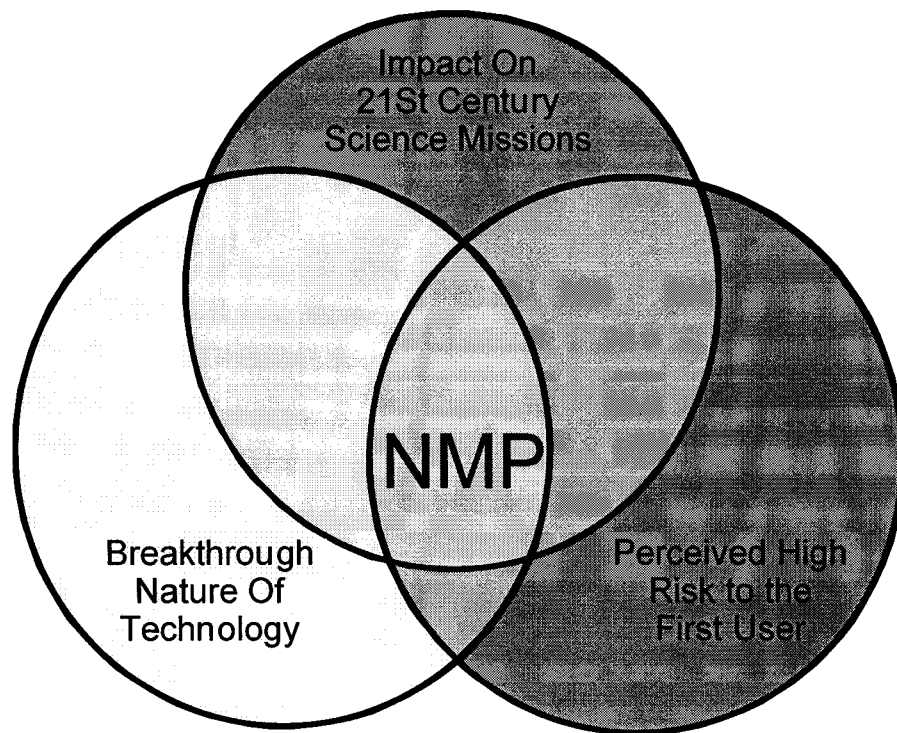 Impact On
21St Century
Science Missions
NMP
Breakthrough
Nature Of
Technology
Perceived High
Risk to the
First User